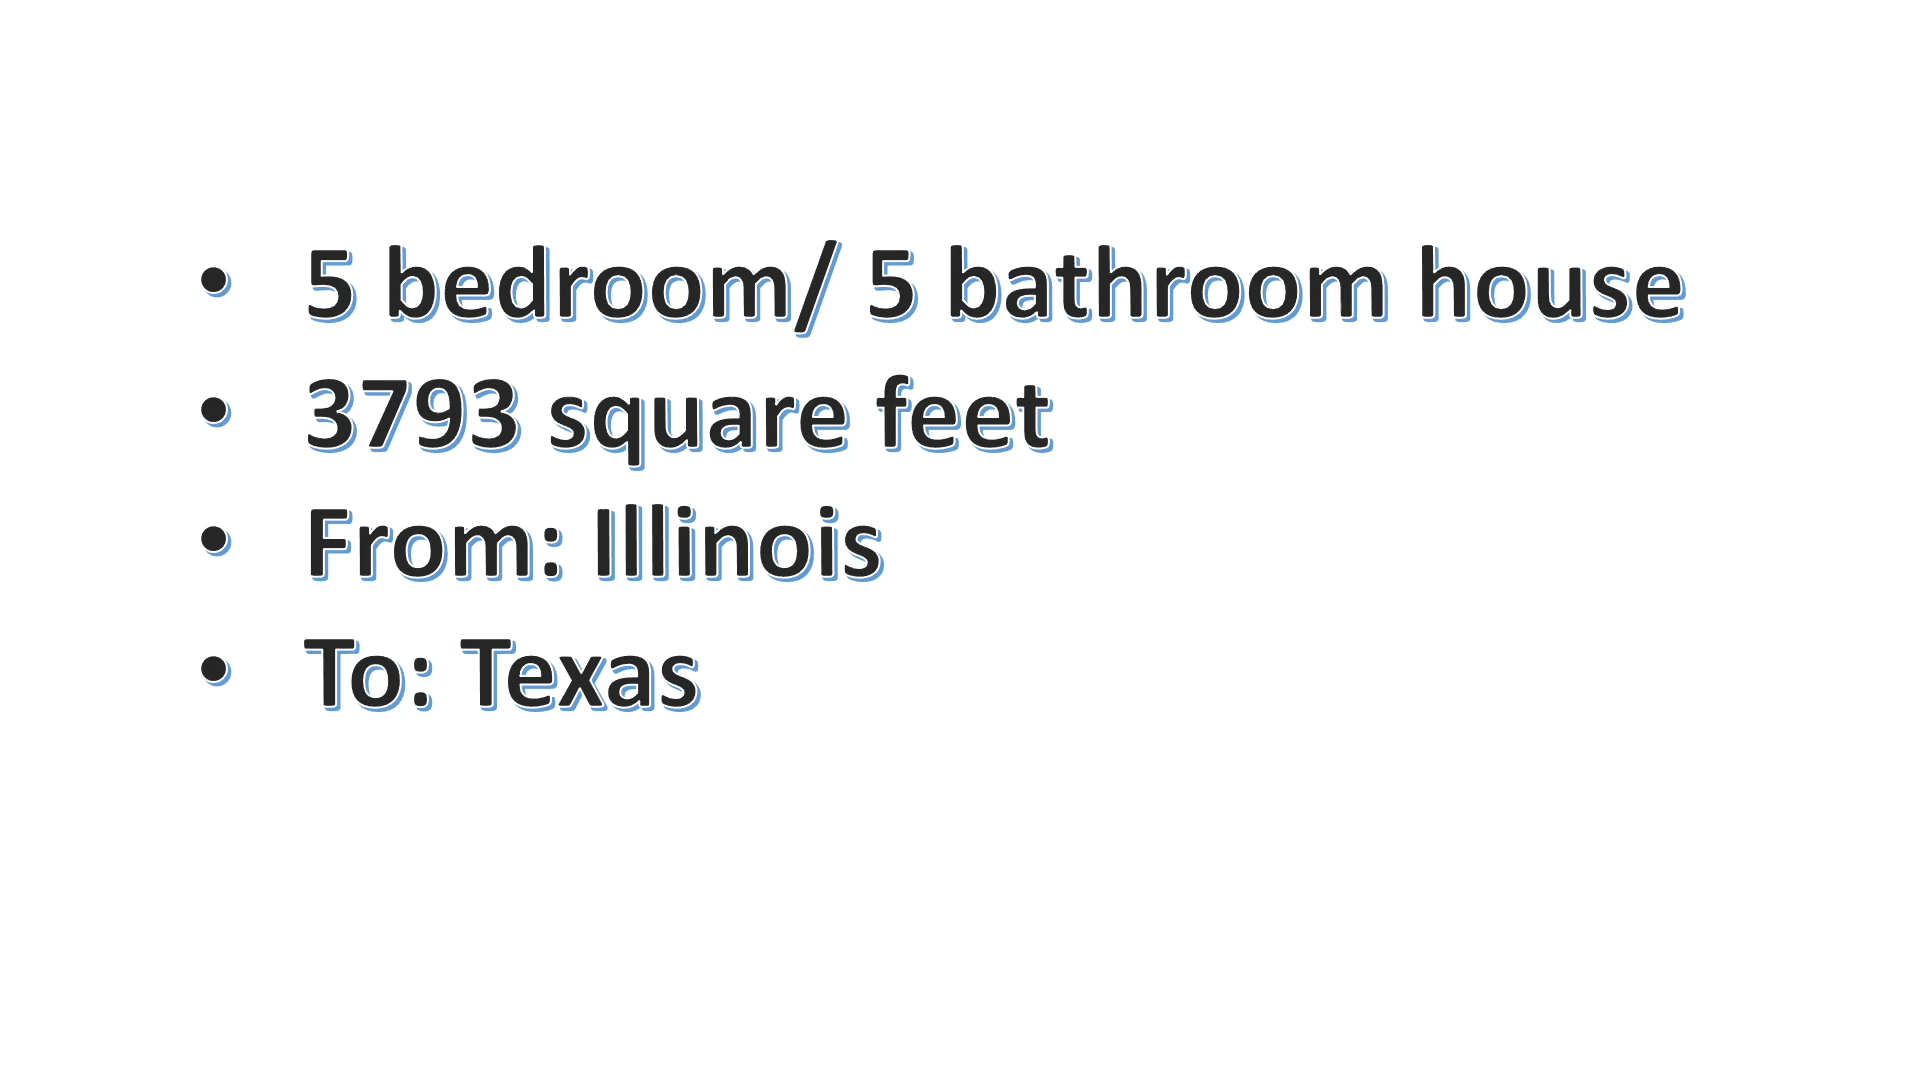 • 5 bedroom/ 5 bathroom house
• 3793 square feet
• From: Illinois
• To: Texas